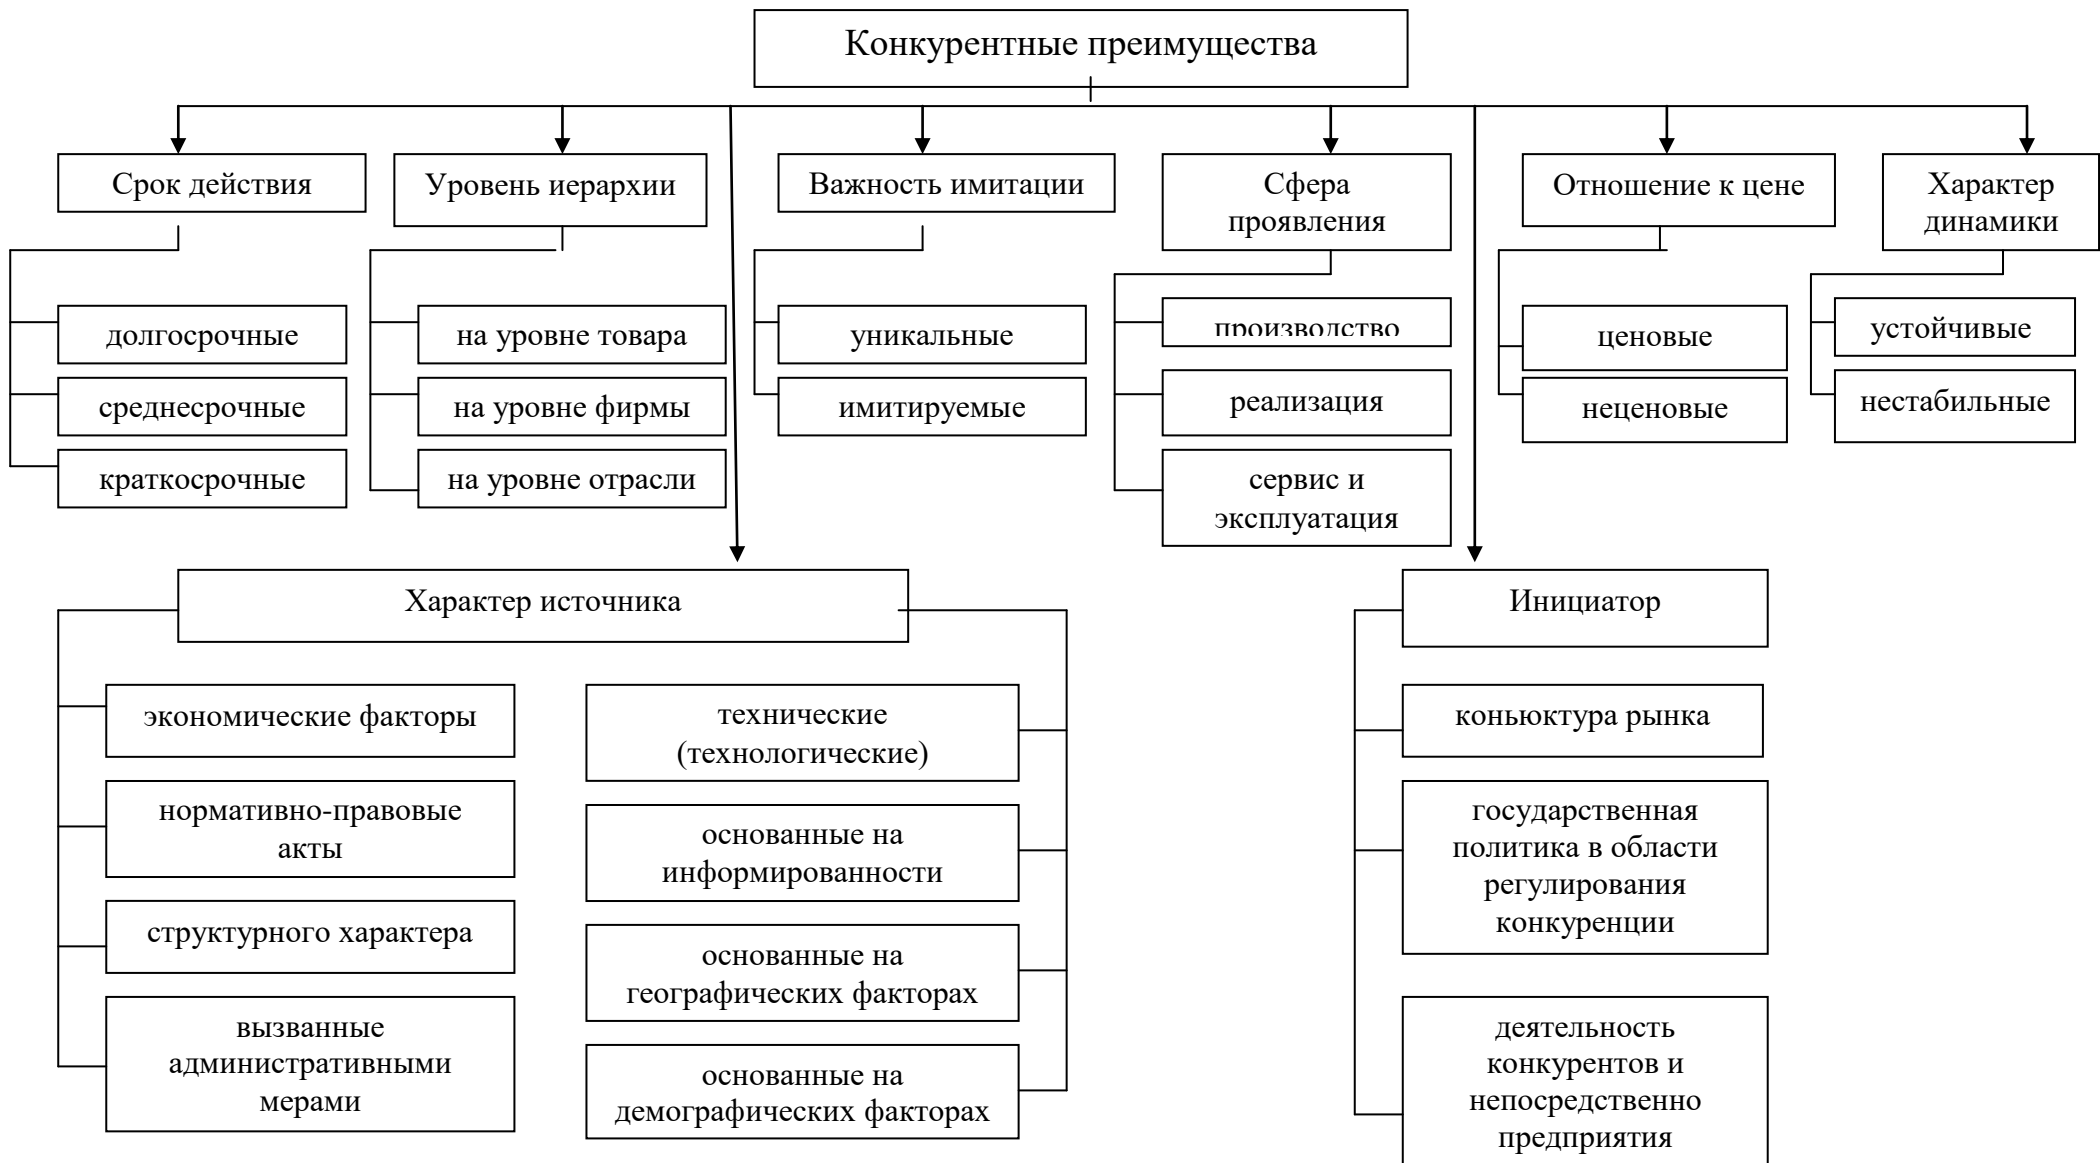 Конкурентные преимущества
Срок действия
Уровень иерархии
Важность имитации
Сфера
проявления
Отношение к цене
Характер
динамики
долгосрочные
среднесрочные
краткосрочные
на уровне товара
на уровне фирмы
на уровне отрасли
уникальные
имитируемые
производство
реализация
сервис и
эксплуатация
ценовые
неценовые
устойчивые
нестабильные
Характер источника
экономические факторы
нормативно-правовые
акты
структурного характера
вызванные
административными
мерами
технические
(технологические)
основанные на
информированности
основанные на
географических факторах
основанные на
демографических факторах
Инициатор
коньюктура рынка
государственная
политика в области
регулирования
конкуренции
деятельность
конкурентов и
непосредственно
предприятия